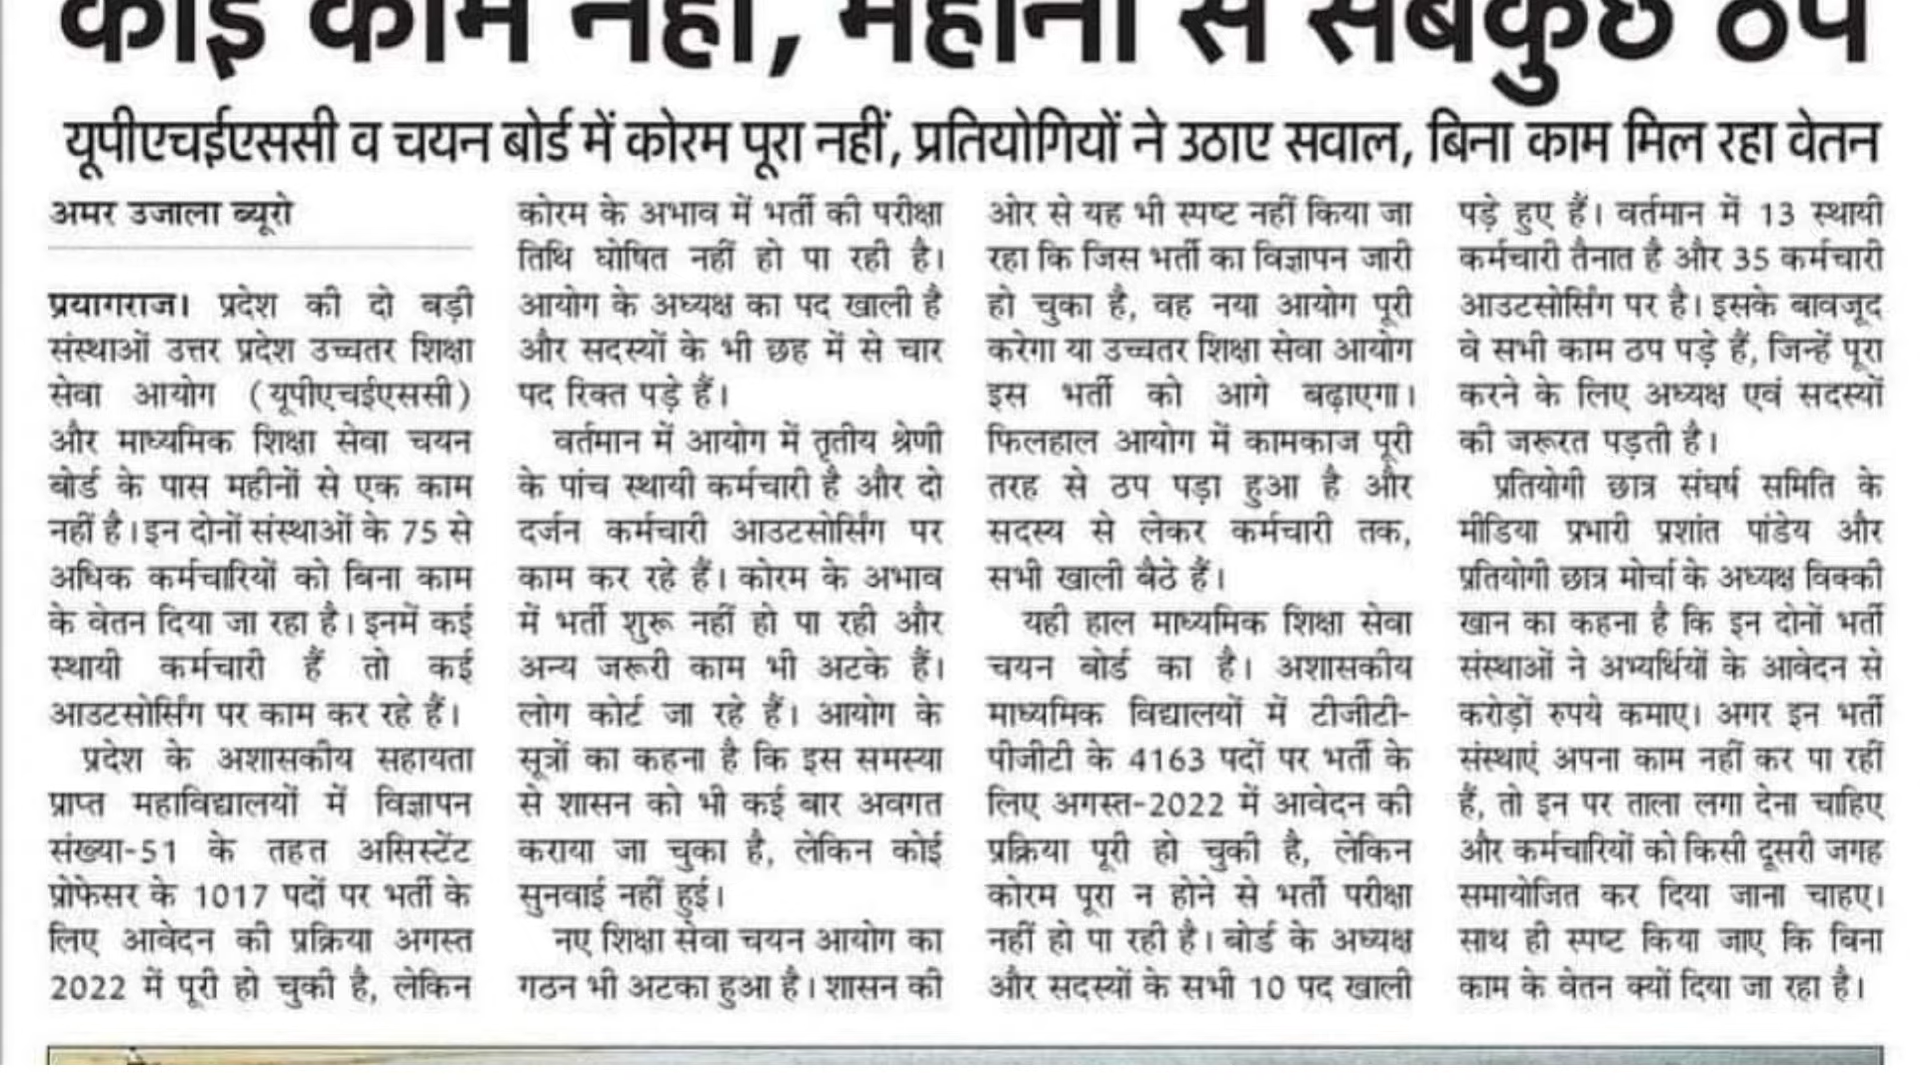 कोई काम नहीं, महीनों से सबकुछ ठप
यूपीएचईएससी व चयन बोर्ड में कोरम पूरा नहीं, प्रतियोगियों ने उठाए सवाल, बिना काम मिल रहा वेतन
अमर उजाला ब्यूरो
प्रयागराज। प्रदेश की दो बड़ी
संस्थाओं उत्तर प्रदेश उच्चतर शिक्षा
सेवा आयोग (यूपीएचईएससी)
और माध्यमिक शिक्षा सेवा चयन
बोर्ड के पास महीनों से एक काम
नहीं है। इन दोनों संस्थाओं के 75 से
अधिक कर्मचारियों को बिना काम
के वेतन दिया जा रहा है। इनमें कई
स्थायी कर्मचारी हैं तो कई
आउटसोर्सिंग पर काम कर रहे हैं।
प्रदेश के अशासकीय सहायता
प्राप्त महाविद्यालयों में विज्ञापन
संख्या-51 के तहत असिस्टेंट
प्रोफेसर के 1017 पदों पर भर्ती के
लिए आवेदन की प्रक्रिया अगस्त
2022 में पूरी हो चुकी है, लेकिन
कोरम के अभाव में भर्ती की परीक्षा
तिथि घोषित नहीं हो पा रही है।
आयोग के अध्यक्ष का पद खाली है
और सदस्यों के भी छह में से चार
पद रिक्त पड़े हैं।
वर्तमान में आयोग में तृतीय श्रेणी
के पांच स्थायी कर्मचारी है और दो
दर्जन कर्मचारी आउटसोर्सिंग पर
काम कर रहे हैं। कोरम के अभाव
में भर्ती शुरू नहीं हो पा रही और
अन्य जरूरी काम भी अटके हैं।
लोग कोर्ट जा रहे हैं। आयोग के
सूत्रों का कहना है कि इस समस्या
से शासन को भी कई बार अवगत
कराया जा चुका है, लेकिन कोई
सुनवाई नहीं हुई।
नए शिक्षा सेवा चयन आयोग का
गठन भी अटका हुआ है। शासन की
ओर से यह भी स्पष्ट नहीं किया जा
रहा कि जिस भर्ती का विज्ञापन जारी
हो चुका है, वह नया आयोग पूरी
करेगा या उच्चतर शिक्षा सेवा आयोग
इस भर्ती को आगे बढ़ाएगा।
फिलहाल आयोग में कामकाज पूरी
तरह से ठप पड़ा हुआ है और
सदस्य से लेकर कर्मचारी तक,
सभी खाली बैठे हैं।
यही हाल माध्यमिक शिक्षा सेवा
चयन बोर्ड का है। अशासकीय
माध्यमिक विद्यालयों में टीजीटी-
पीजीटी के 4163 पदों पर भर्ती के
लिए अगस्त-2022 में आवेदन की
प्रक्रिया पूरी हो चुकी है, लेकिन
कोरम पूरा न होने से भर्ती परीक्षा
नहीं हो पा रही है। बोर्ड के अध्यक्ष
और सदस्यों के सभी 10 पद खाली
पड़े हुए हैं। वर्तमान में 13 स्थायी
कर्मचारी तैनात है और 35 कर्मचारी
आउटसोर्सिंग पर है। इसके बावजूद
वे सभी काम ठप पड़े हैं, जिन्हें पूरा
करने के लिए अध्यक्ष एवं सदस्यों
की जरूरत पड़ती है।
प्रतियोगी छात्र संघर्ष समिति के
मीडिया प्रभारी प्रशांत पांडेय और
प्रतियोगी छात्र मोर्चा के अध्यक्ष विक्की
खान का कहना है कि इन दोनों भर्ती
संस्थाओं ने अभ्यर्थियों के आवेदन से
करोड़ों रुपये कमाए। अगर इन भर्ती
संस्थाएं अपना काम नहीं कर पा रहीं
हैं, तो इन पर ताला लगा देना चाहिए
और कर्मचारियों को किसी दूसरी जगह
समायोजित कर दिया जाना चाहए।
साथ ही स्पष्ट किया जाए कि बिना
काम के वेतन क्यों दिया जा रहा है।